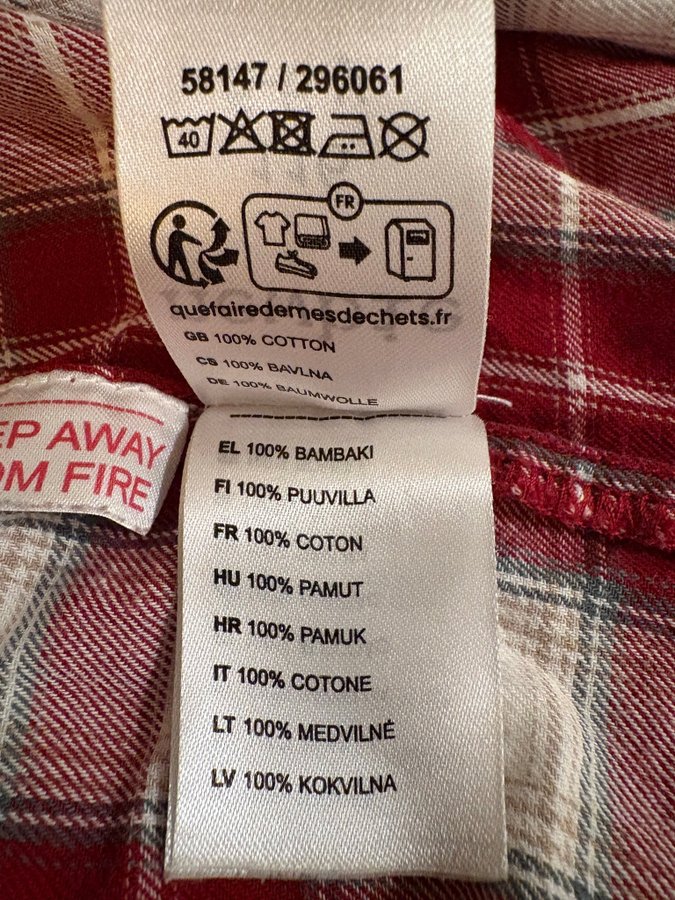 58147 / 296061
40
FR
quefairedemesdechets.fr
GB 100% COTTON
CS 100% BAVLNA
DE 100% BAUMWOLLE
EP AWAY
OM FIRE
EL 100% BAMBAKI
FI 100% PUUVILLA
FR 100% COTON
HU 100% PAMUT
HR 100% PAMUK
IT 100% COTONE
LT 100% MEDVILNĖ
LV 100% KOKVILNA